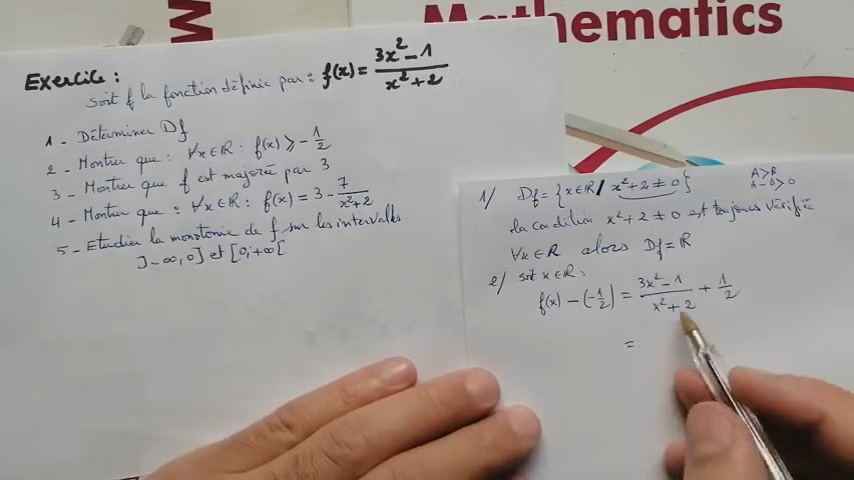 Mathematics
M
Exercice :
soit f la fonction définie par : f(x) = (3x² - 1)/(x² + 2)
1 - Déterminer Df
2 - Montrer que : ∀x∈ℝ : f(x) ⩾ -1/2
3 - Montrer que f est majorée par 3
4 - Montrer que : ∀x∈ℝ : f(x) = 3 - 7/(x²+2)
5 - Etudier la monotonie de f sur les intervalles
]-∞,0] et [0;+∞[
1/ Df = {x∈ℝ / x²+2 ≠ 0}
A>B
A-B>0
la condition x²+2 ≠ 0 est toujours vérifiée
∀x∈ℝ alors Df = ℝ
2/ soit x∈ℝ :
f(x) - (-1/2) = (3x² - 1)/(x² + 2) + 1/2
=